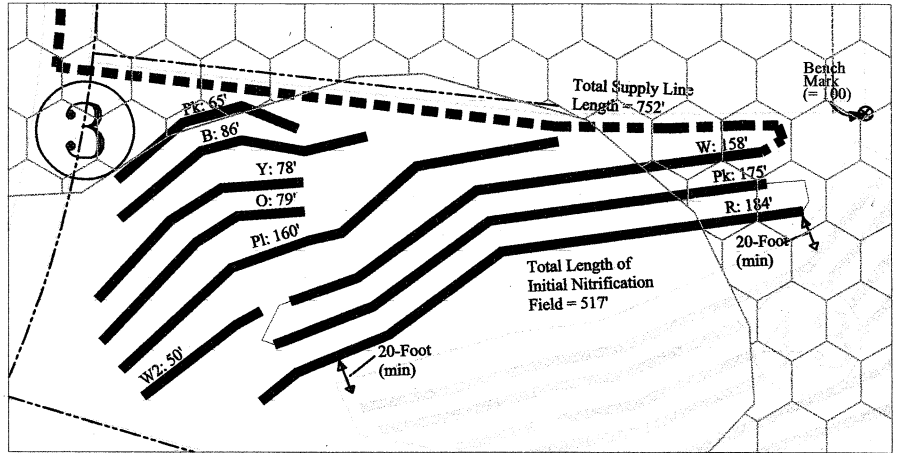 Bench
Mark
(= 100)
Total Supply Line
Length = 752'
Pk: 65'
3
B: 86'
W: 158'
Y: 78'
Pk: 175'
O: 79'
R: 184'
Pl: 160'
20-Foot
(min)
Total Length of
Initial Nitrification
Field = 517'
20-Foot
(min)
W2: 50'